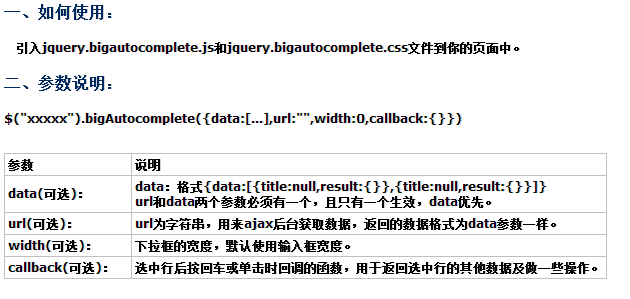 一、如何使用：
引入jquery.bigautocomplete.js和jquery.bigautocomplete.css文件到你的页面中。
二、参数说明：
$("xxxxx").bigAutocomplete({data:[...],url:"",width:0,callback:{}})
参数 说明
data(可选)： data：格式{data:[{title:null,result:{}},{title:null,result:{}}]}
url和data两个参数必须有一个，且只有一个生效，data优先。
url(可选)： url为字符串，用来ajax后台获取数据，返回的数据格式为data参数一样。
width(可选)： 下拉框的宽度，默认使用输入框宽度。
callback(可选)： 选中行后按回车或单击时回调的函数，用于返回选中行的其他数据及做一些操作。